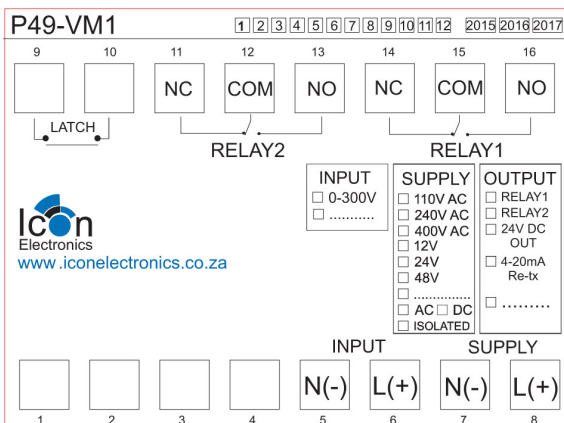 P49-VM1 1 2 3 4 5 6 7 8 9 10 11 12 2015 2016 2017
9 10 11 12 13 14 15 16
NC COM NO NC COM NO
LATCH
RELAY2 RELAY1
INPUT
0-300V
...........
SUPPLY
110V AC
240V AC
400V AC
12V
24V
48V
...............
AC DC
ISOLATED
OUTPUT
RELAY1
RELAY2
24V DC
OUT
4-20mA
Re-tx
.........
Icon
Electronics
www.iconelectronics.co.za
INPUT SUPPLY
N(-) L(+) N(-) L(+)
1 2 3 4 5 6 7 8